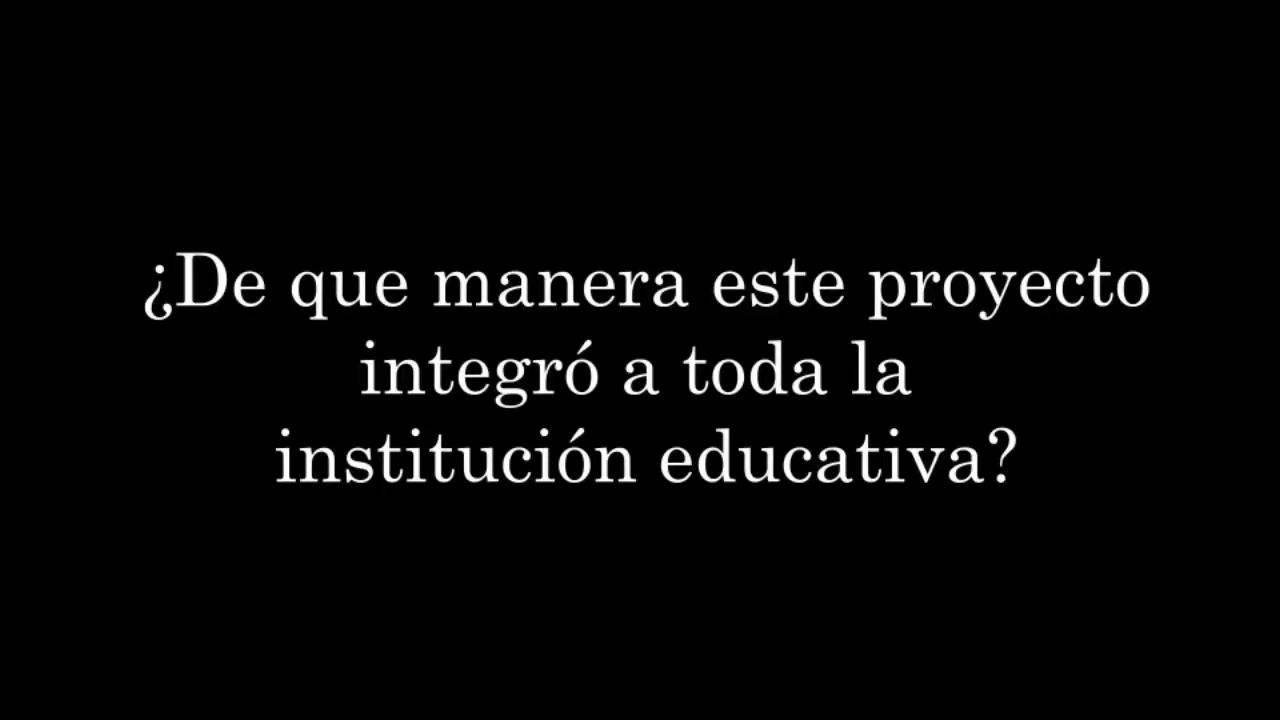 ¿De que manera este proyecto
integró a toda la
institución educativa?